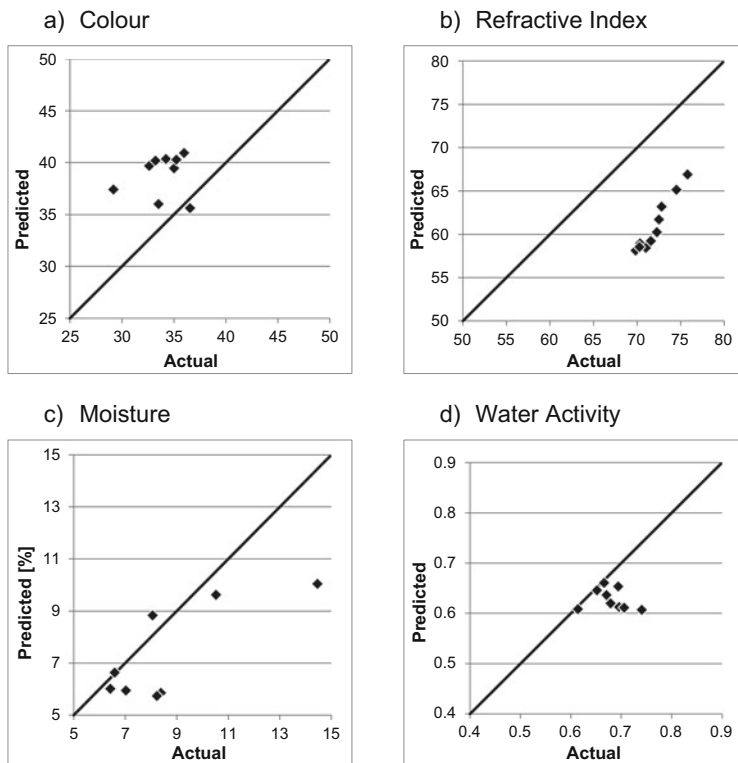 a) Colour
50
45
40
35
30
25
25 30 35 40 45 50
Predicted
Actual
b) Refractive Index
80
75
70
65
60
55
50
50 55 60 65 70 75 80
Predicted
Actual
c) Moisture
15
13
11
9
7
5
5 7 9 11 13 15
Predicted [%]
Actual
d) Water Activity
0.9
0.8
0.7
0.6
0.5
0.4
0.4 0.5 0.6 0.7 0.8 0.9
Predicted
Actual